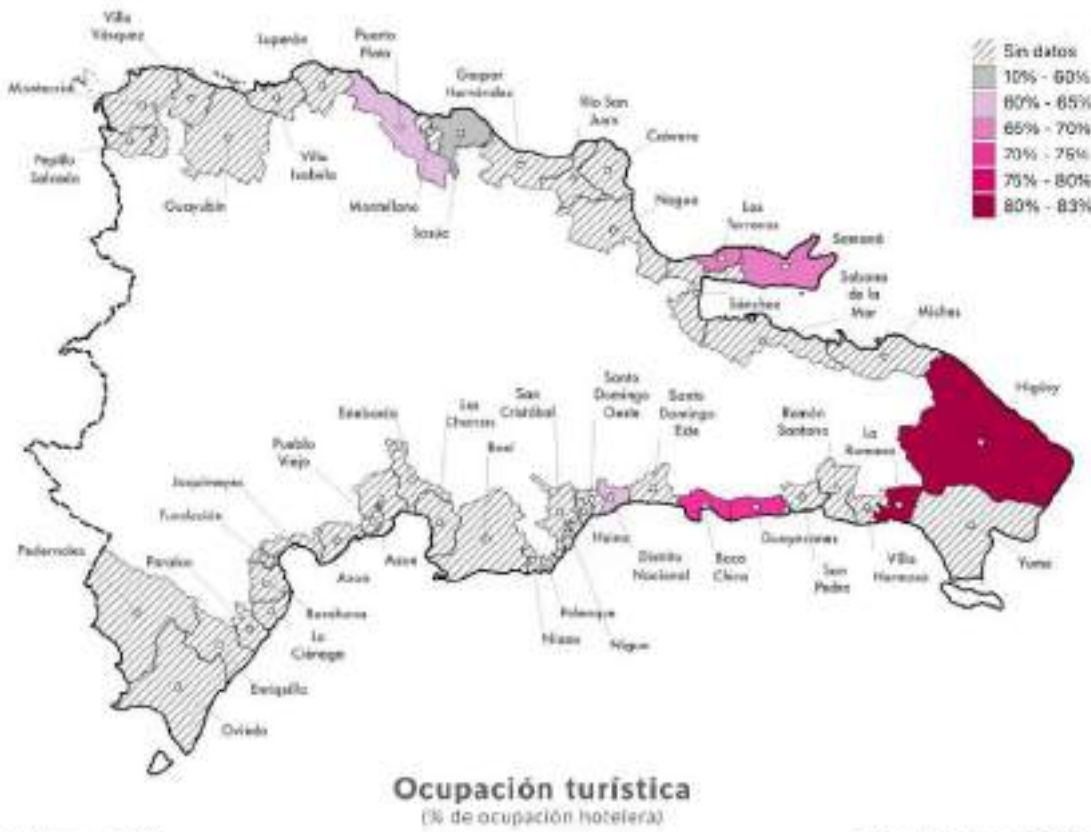 Villa
Vásquez
Luperón
Puerto
Plata
Gaspar
Hernández
Río San
Juan
Cabrera
Montecristi
Pepillo
Salcedo
Guayubín
Villa
Isabela
Montellano
Sosúa
Nagua
Las
Terrenas
Samaná
Sabana
de la
Mar
Sánchez
Miches
Higüey
Sin datos
10% - 60%
60% - 65%
65% - 70%
70% - 75%
75% - 80%
80% - 83%
Estebanía
Las
Charcas
San
Cristóbal
Santo
Domingo
Oeste
Santo
Domingo
Este
Ramón
Santana
La
Romana
Pueblo
Viejo
Baní
Jaquimeyes
Fundación
Paraíso
Pedernales
Azua
Azua
Barahona
La
Ciénaga
Enriquillo
Oviedo
Haina
Distrito
Nacional
Boca
Chica
Guayacanes
San
Pedro
Villa
Hermosa
Yuma
Palenque
Nizao
Nigua
Ocupación turística
(% de ocupación hotelera)